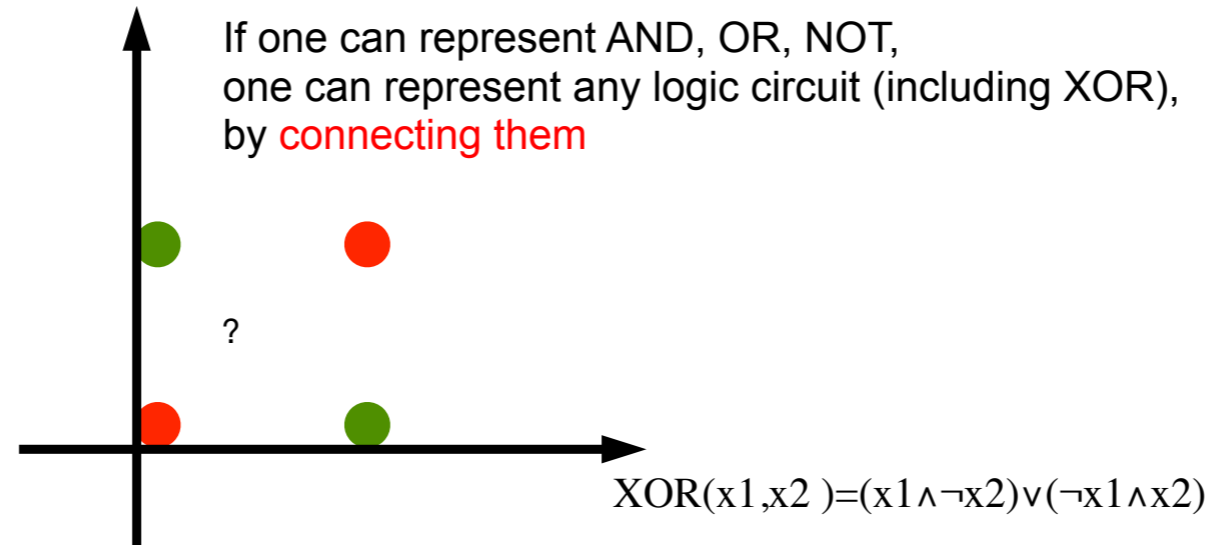 If one can represent AND, OR, NOT,
one can represent any logic circuit (including XOR),
by connecting them
?
XOR(x1,x2 )=(x1∧¬x2)∨(¬x1∧x2)